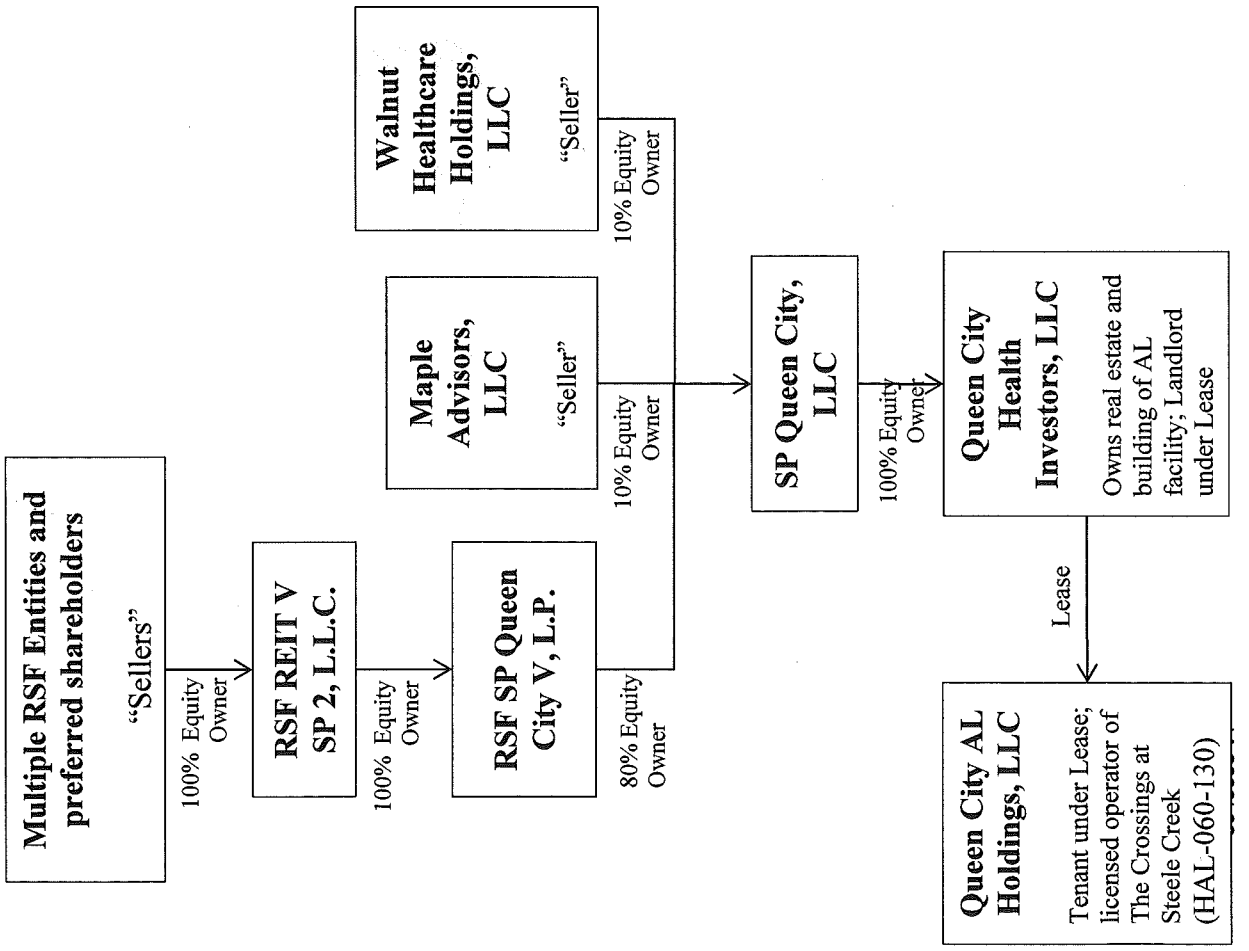 Multiple RSF Entities and
preferred shareholders
“Sellers”
100% Equity
Owner
RSF REIT V
SP 2, L.L.C.
100% Equity
Owner
RSF SP Queen
City V, L.P.
80% Equity
Owner
Maple
Advisors,
LLC
“Seller”
10% Equity
Owner
Walnut
Healthcare
Holdings,
LLC
“Seller”
10% Equity
Owner
SP Queen City,
LLC
100% Equity
Owner
Queen City
Health
Investors, LLC
Owns real estate and
building of AL
facility; Landlord
under Lease
Lease
Queen City AL
Holdings, LLC
Tenant under Lease;
licensed operator of
The Crossings at
Steele Creek
(HAL-060-130)